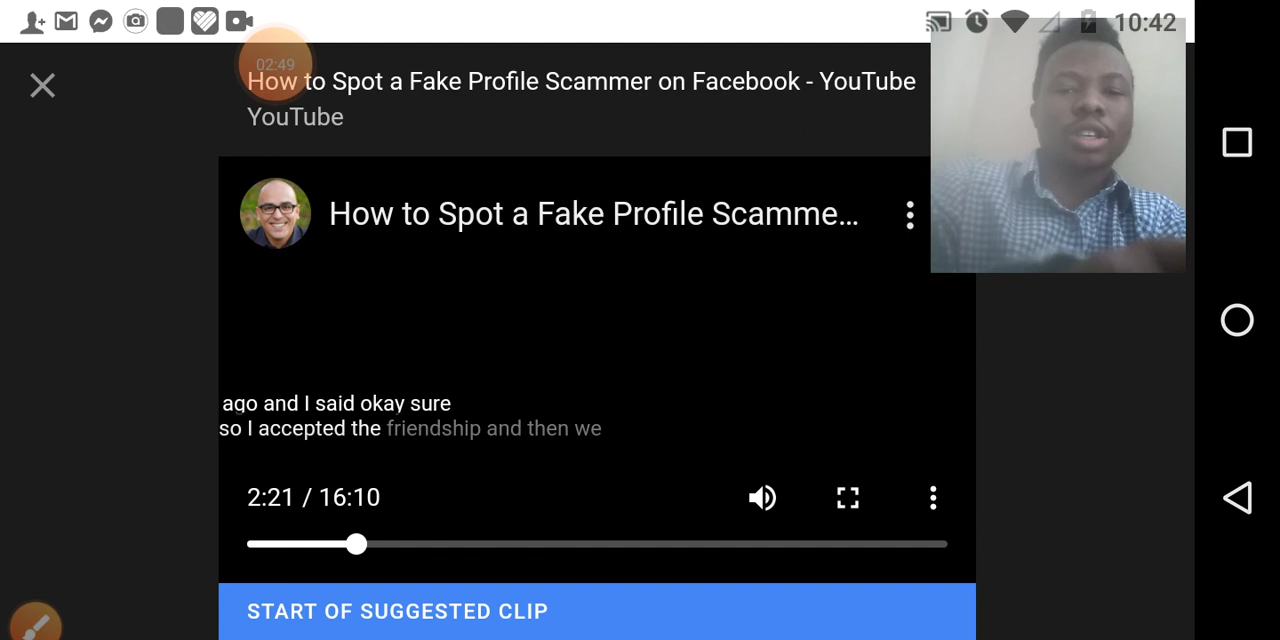 10:42
02:49
How to Spot a Fake Profile Scammer on Facebook - YouTube
YouTube
How to Spot a Fake Profile Scamme...
ago and I said okay sure
so I accepted the friendship and then we
2:21 / 16:10
START OF SUGGESTED CLIP